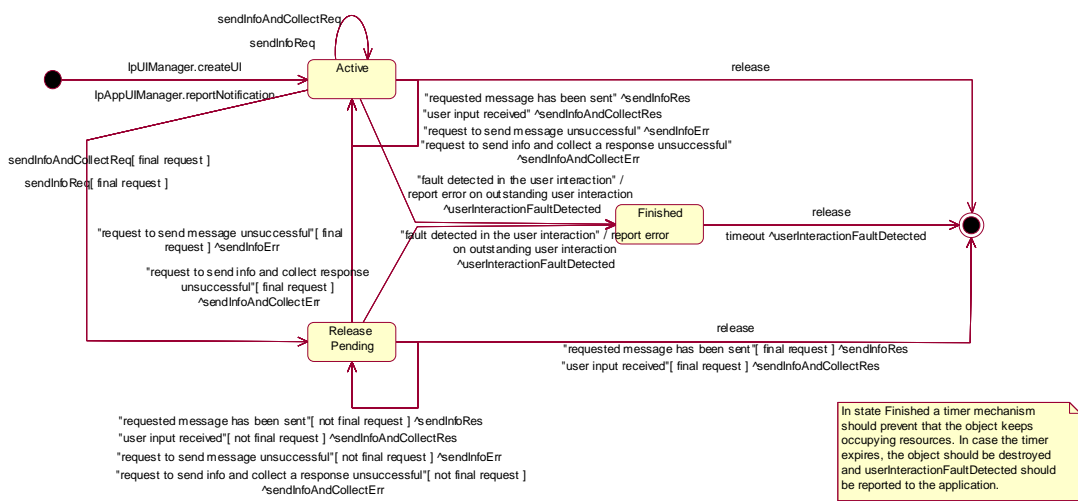 sendInfoAndCollectReq
sendInfoReq
IpUIManager.createUI
IpAppUIManager.reportNotification
Active
release
"requested message has been sent" ^sendInfoRes
"user input received" ^sendInfoAndCollectRes
"request to send message unsuccessful" ^sendInfoErr
"request to send info and collect a response unsuccessful"
^sendInfoAndCollectErr
sendInfoAndCollectReq[ final request ]
sendInfoReq[ final request ]
"fault detected in the user interaction" /
report error on outstanding user interaction
^userInteractionFaultDetected
Finished
release
timeout ^userInteractionFaultDetected
"request to send message unsuccessful"[ final
request ] ^sendInfoErr
"fault detected in the user interaction" / report error
on outstanding user interaction
^userInteractionFaultDetected
"request to send info and collect response
unsuccessful"[ final request ]
^sendInfoAndCollectErr
Release
Pending
release
"requested message has been sent"[ final request ] ^sendInfoRes
"user input received"[ final request ] ^sendInfoAndCollectRes
"requested message has been sent"[ not final request ] ^sendInfoRes
"user input received"[ not final request ] ^sendInfoAndCollectRes
"request to send message unsuccessful"[ not final request ] ^sendInfoErr
"request to send info and collect a response unsuccessful"[ not final request ]
^sendInfoAndCollectErr
In state Finished a timer mechanism
should prevent that the object keeps
occupying resources. In case the timer
expires, the object should be destroyed
and userInteractionFaultDetected should
be reported to the application.